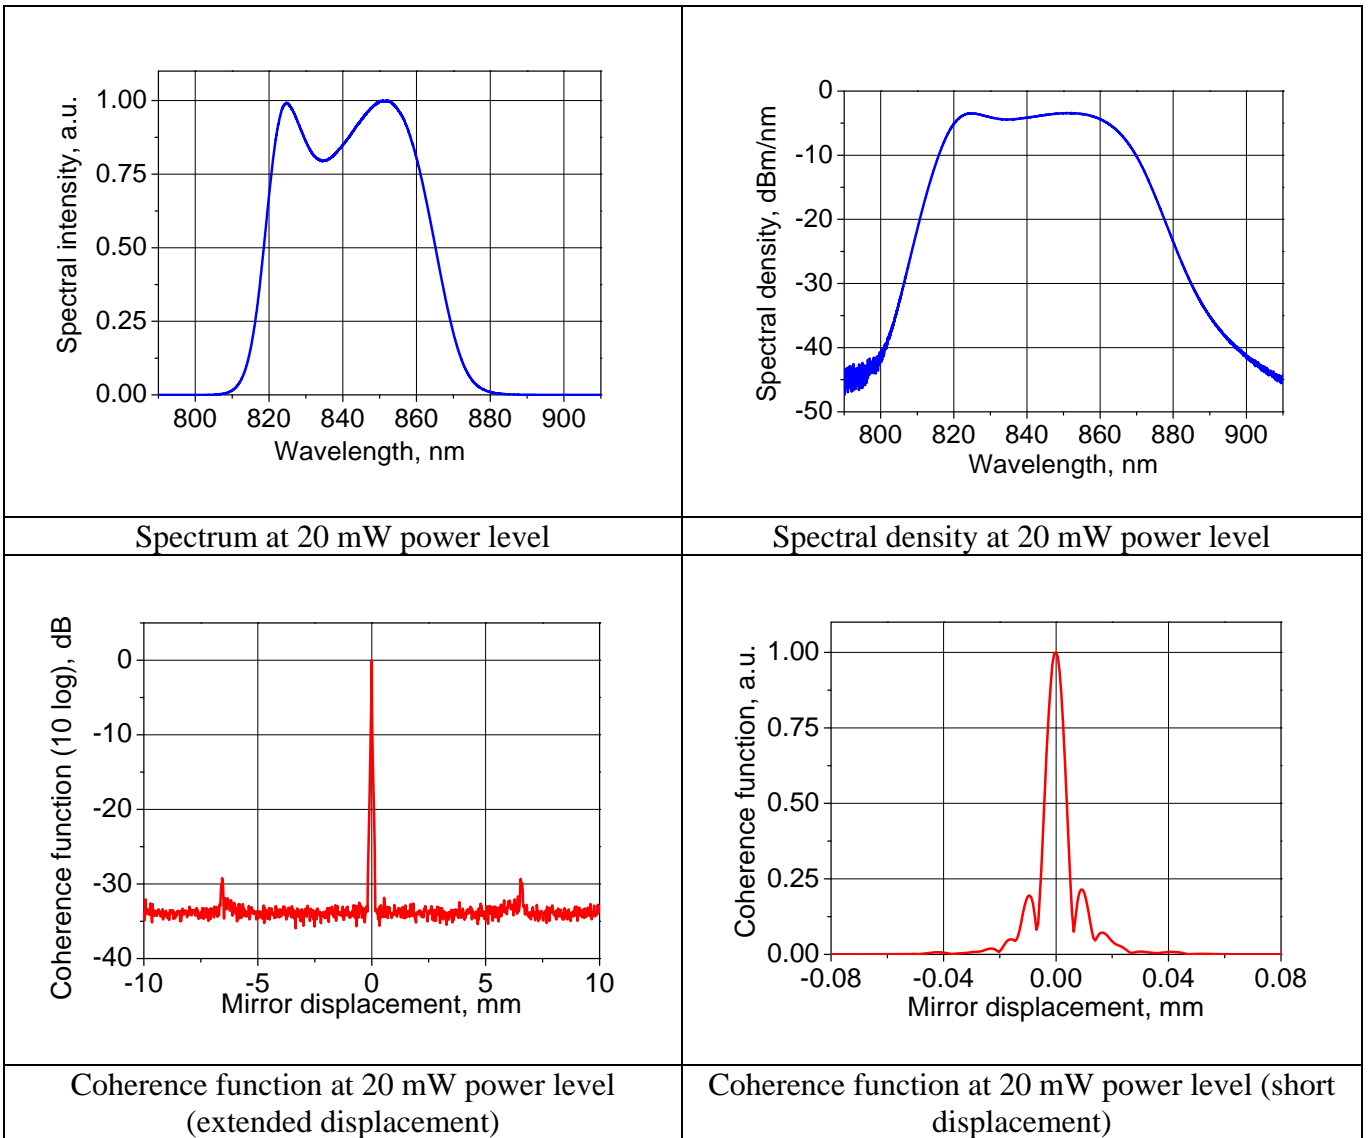 Spectral intensity, a.u.
1.00
0.75
0.50
0.25
0.00
800 820 840 860 880 900
Wavelength, nm
Spectral density, dBm/nm
0
-10
-20
-30
-40
-50
800 820 840 860 880 900
Wavelength, nm
Spectrum at 20 mW power level
Spectral density at 20 mW power level
Coherence function (10 log), dB
0
-10
-20
-30
-40
-10 -5 0 5 10
Mirror displacement, mm
Coherence function, a.u.
1.00
0.75
0.50
0.25
0.00
-0.08 -0.04 0.00 0.04 0.08
Mirror displacement, mm
Coherence function at 20 mW power level
(extended displacement)
Coherence function at 20 mW power level (short
displacement)